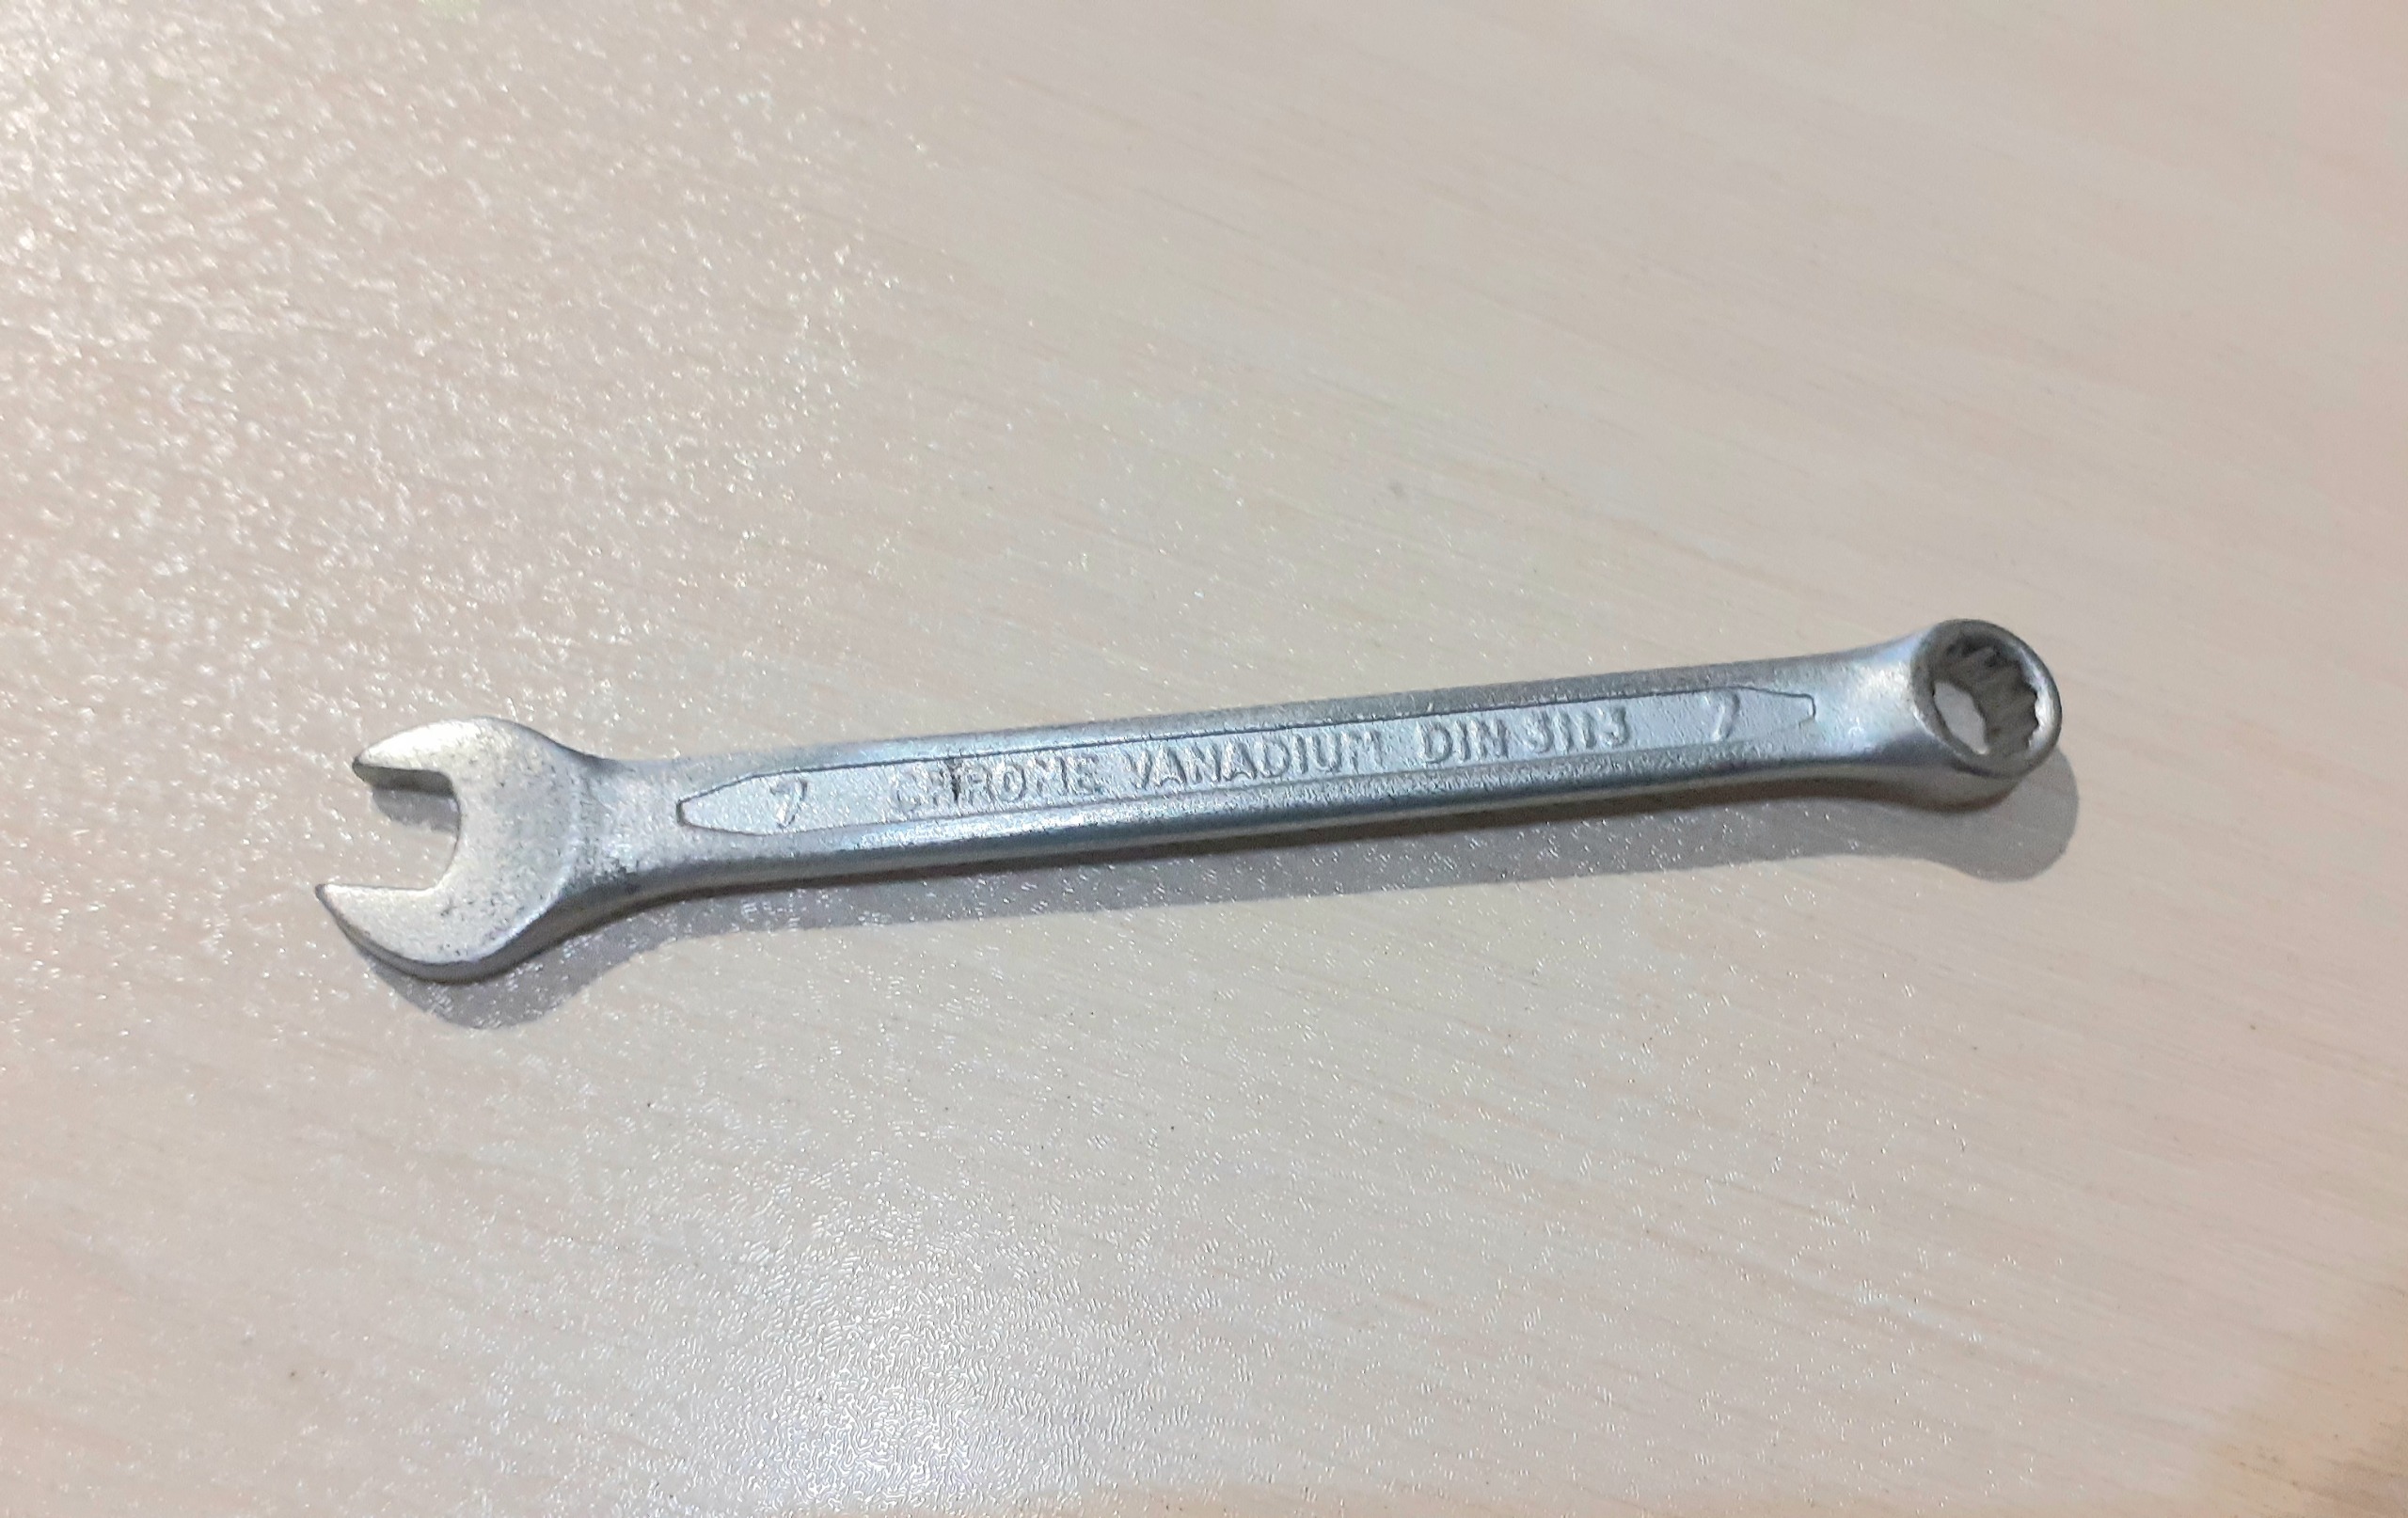 7 CHROME VANADIUM DIN 3113 7